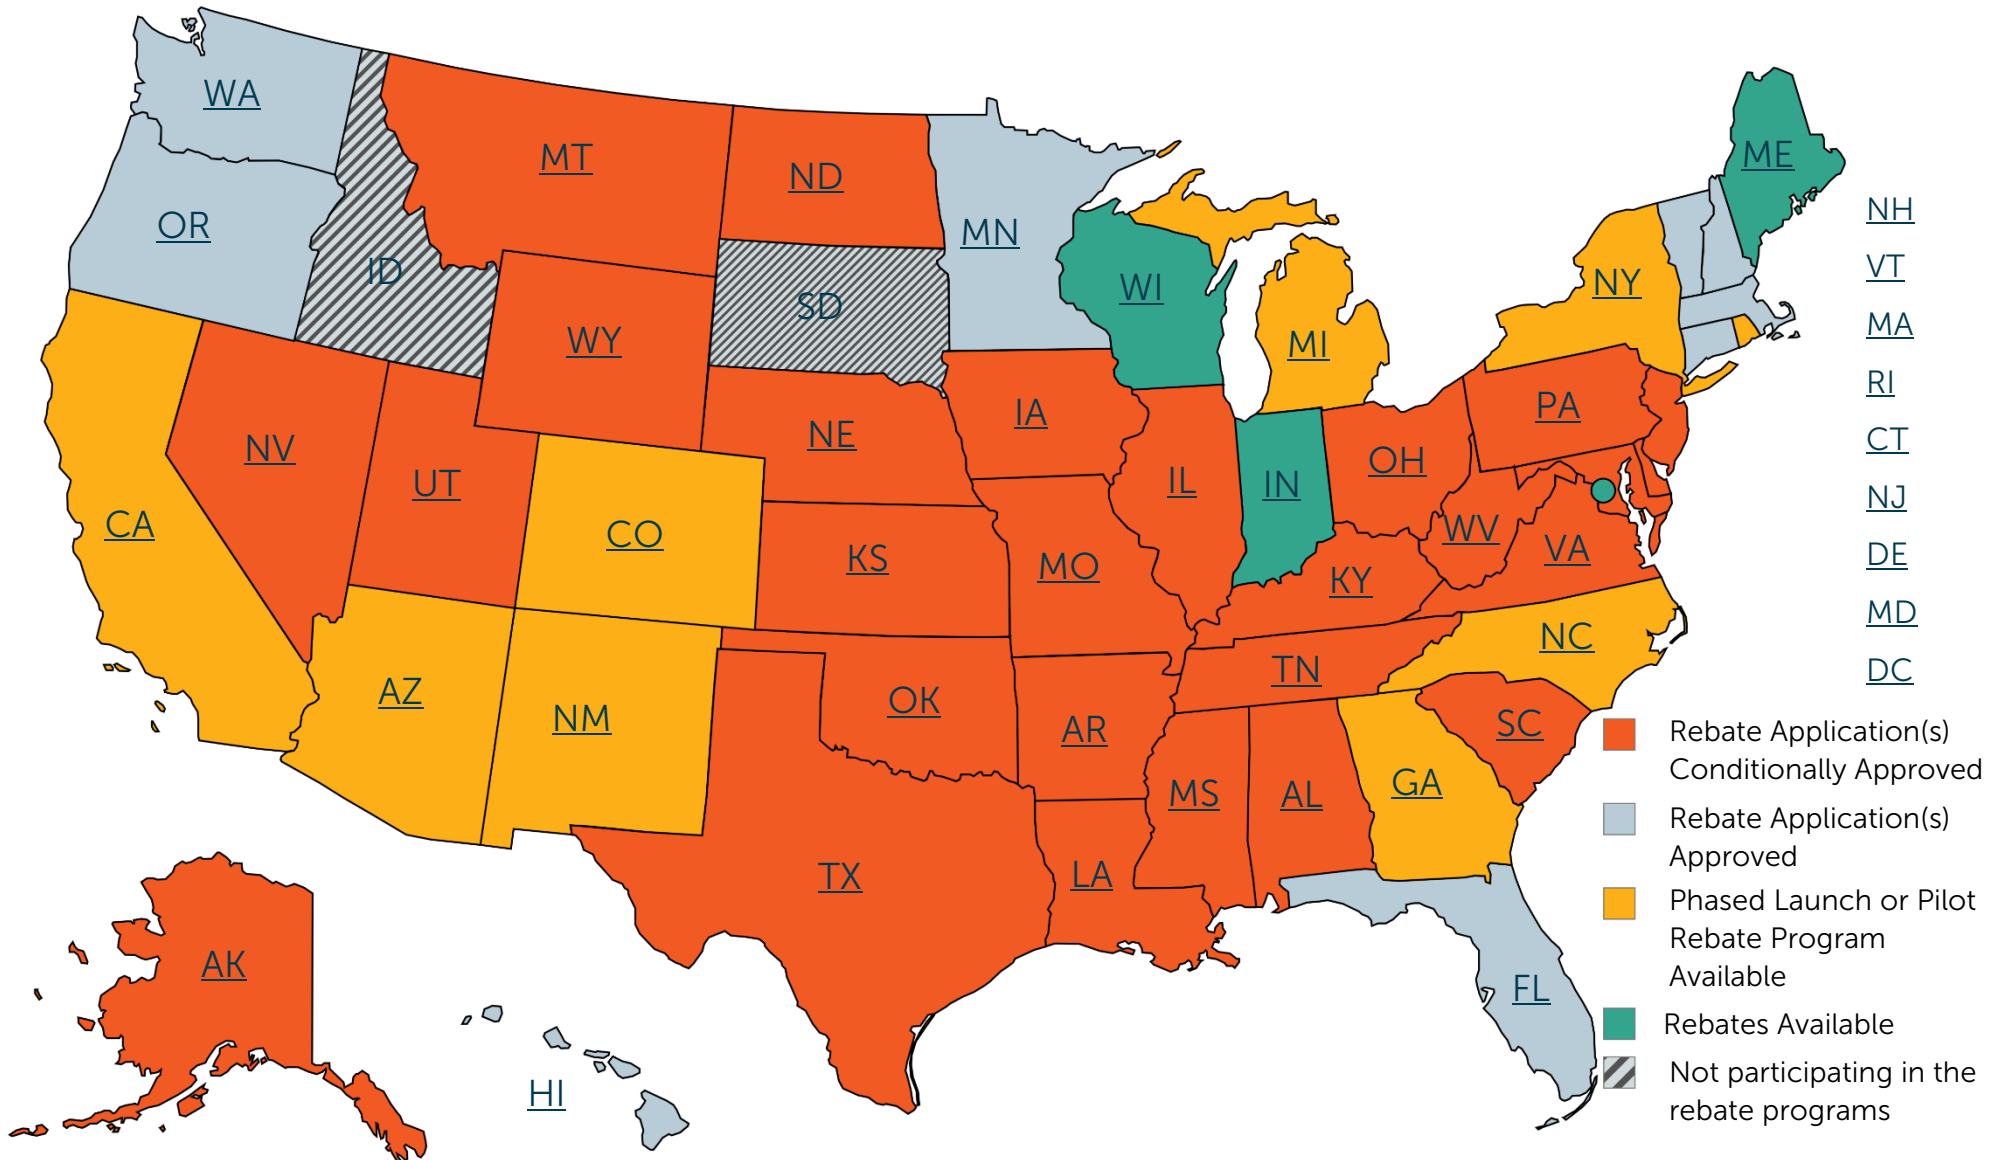 WA
MT
ND
ME
OR
MN
NH
ID
VT
WI
NY
SD
MA
WY
MI
RI
IA
PA
NE
CT
NV
OH
UT
IL
IN
NJ
CA
CO
WV
KS
VA
DE
MO
KY
MD
NC
TN
DC
AZ
OK
NM
AR
SC
Rebate Application(s)
Conditionally Approved
MS
AL
GA
Rebate Application(s)
Approved
TX
LA
Phased Launch or Pilot
Rebate Program
Available
AK
FL
Rebates Available
HI
Not participating in the
rebate programs